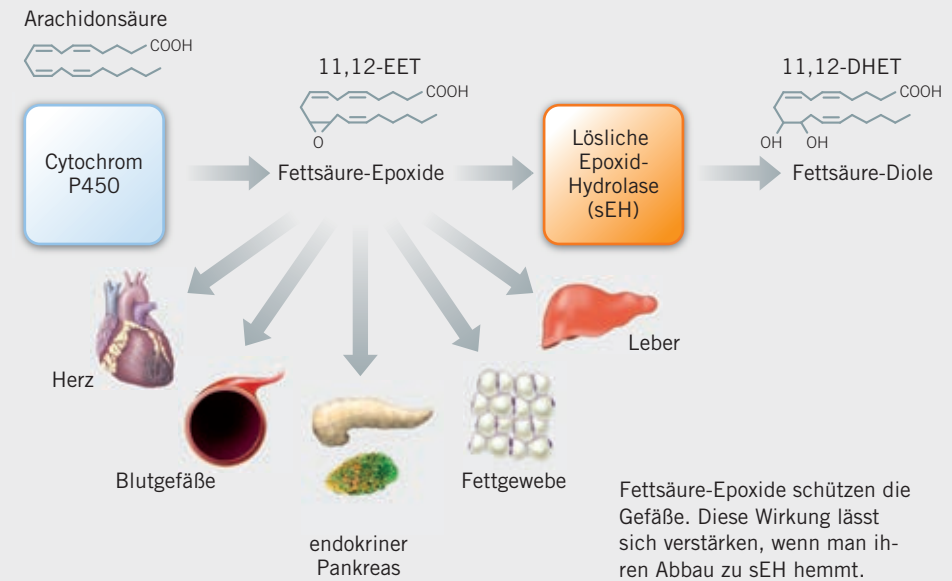 Arachidonsäure
COOH
Cytochrom
P450
11,12-EET
COOH
O
Fettsäure-Epoxide
Lösliche
Epoxid-
Hydrolase
(sEH)
11,12-DHET
COOH
OH OH
Fettsäure-Diole
Herz
Blutgefäße
endokriner
Pankreas
Fettgewebe
Leber
Fettsäure-Epoxide schützen die
Gefäße. Diese Wirkung lässt
sich verstärken, wenn man ih-
ren Abbau zu sEH hemmt.